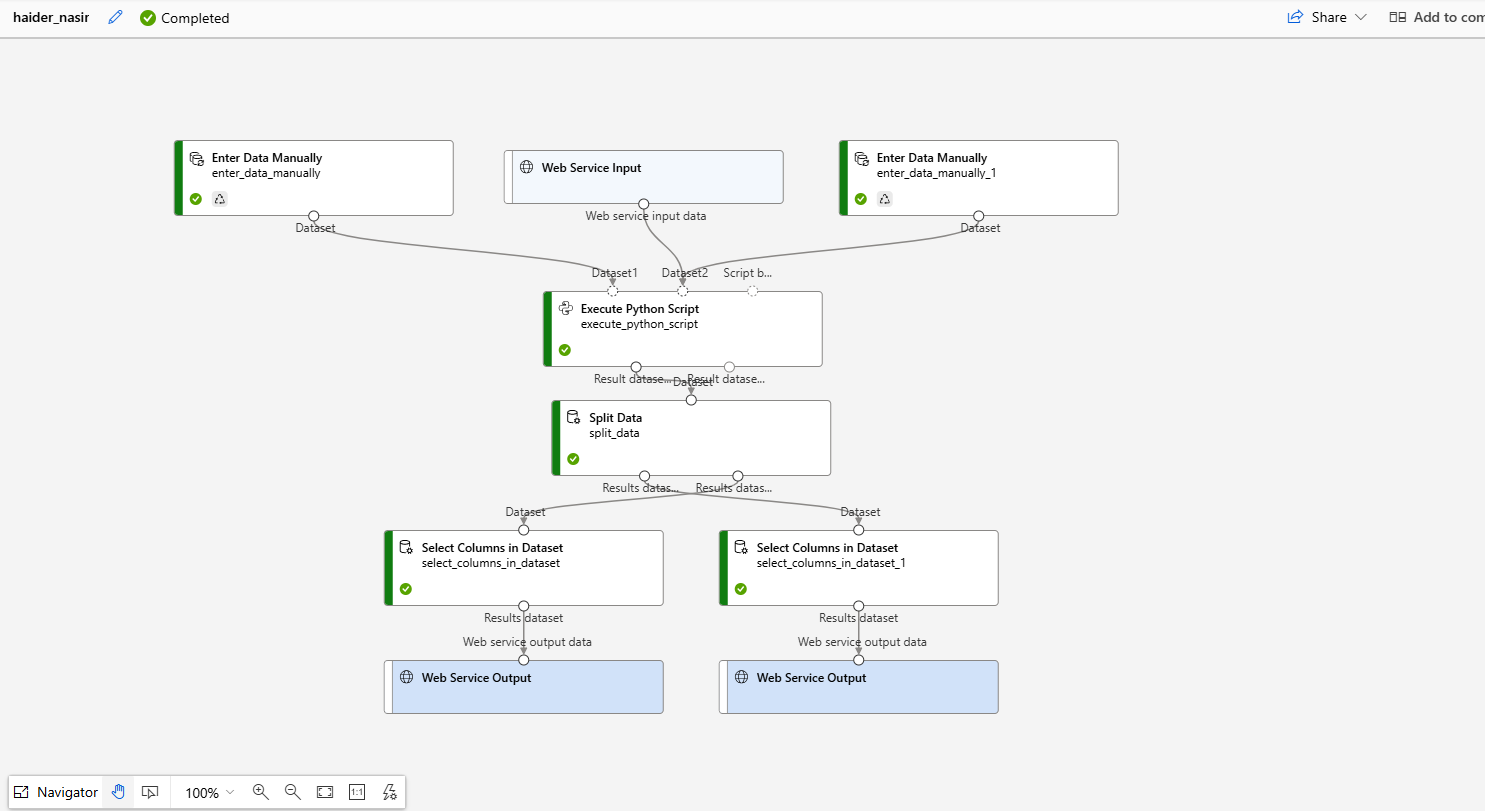 haider_nasir
Completed
Share
Add to com
Enter Data Manually
enter_data_manually
Dataset
Web Service Input
Web service input data
Enter Data Manually
enter_data_manually_1
Dataset
Dataset1
Dataset2
Script b...
Execute Python Script
execute_python_script
Result datase...
Result datase...
Dataset
Split Data
split_data
Results datas...
Results datas...
Dataset
Dataset
Select Columns in Dataset
select_columns_in_dataset
Results dataset
Select Columns in Dataset
select_columns_in_dataset_1
Results dataset
Web service output data
Web service output data
Web Service Output
Web Service Output
Navigator
100%
1:1